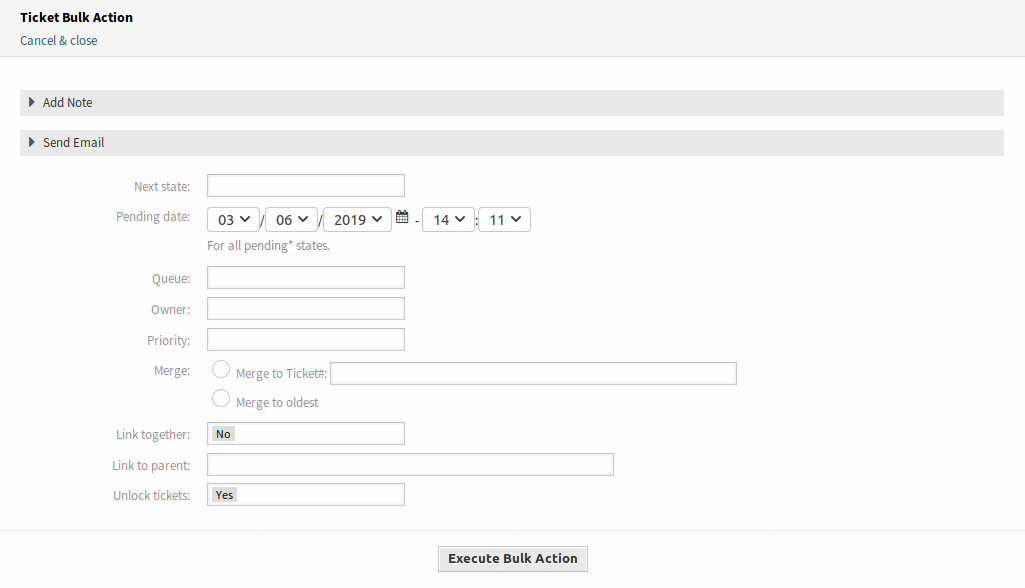 Ticket Bulk Action
Cancel & close
Add Note
Send Email
Next state:
Pending date: 03 / 06 / 2019 - 14 : 11
For all pending* states.
Queue:
Owner:
Priority:
Merge: Merge to Ticket#:
Merge to oldest
Link together: No
Link to parent:
Unlock tickets: Yes
Execute Bulk Action